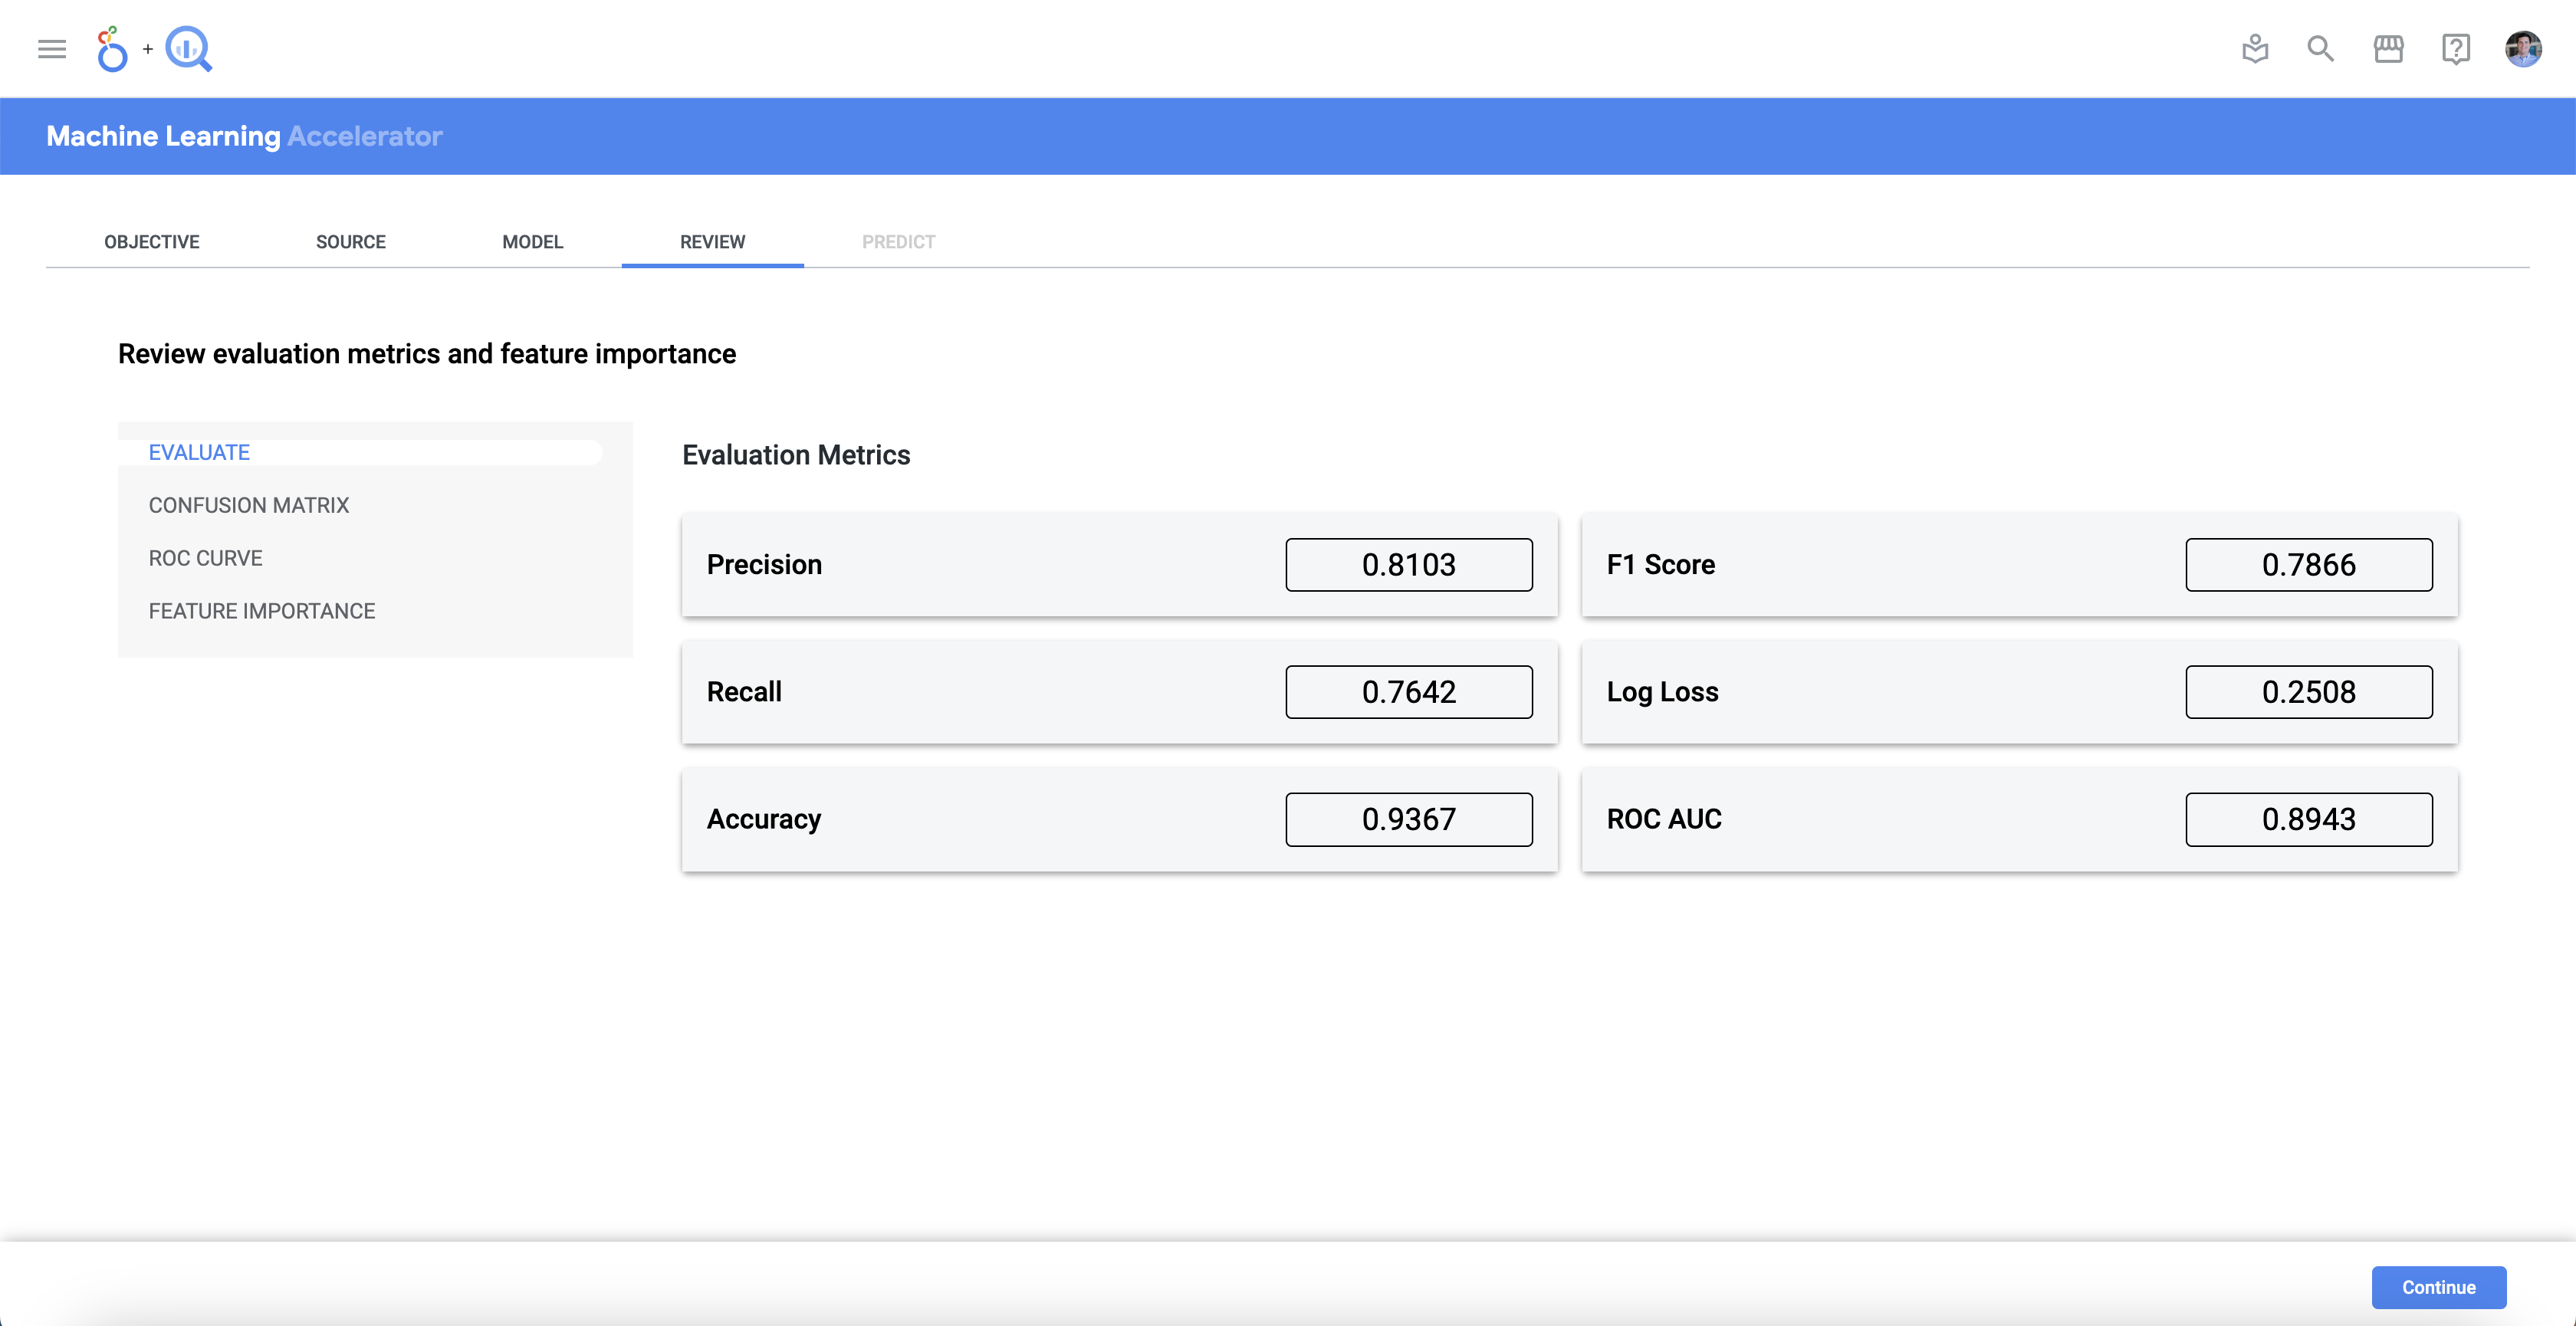 +
Machine Learning Accelerator
OBJECTIVE SOURCE MODEL REVIEW PREDICT
Review evaluation metrics and feature importance
EVALUATE
CONFUSION MATRIX
ROC CURVE
FEATURE IMPORTANCE
Evaluation Metrics
Precision 0.8103
F1 Score 0.7866
Recall 0.7642
Log Loss 0.2508
Accuracy 0.9367
ROC AUC 0.8943
Continue